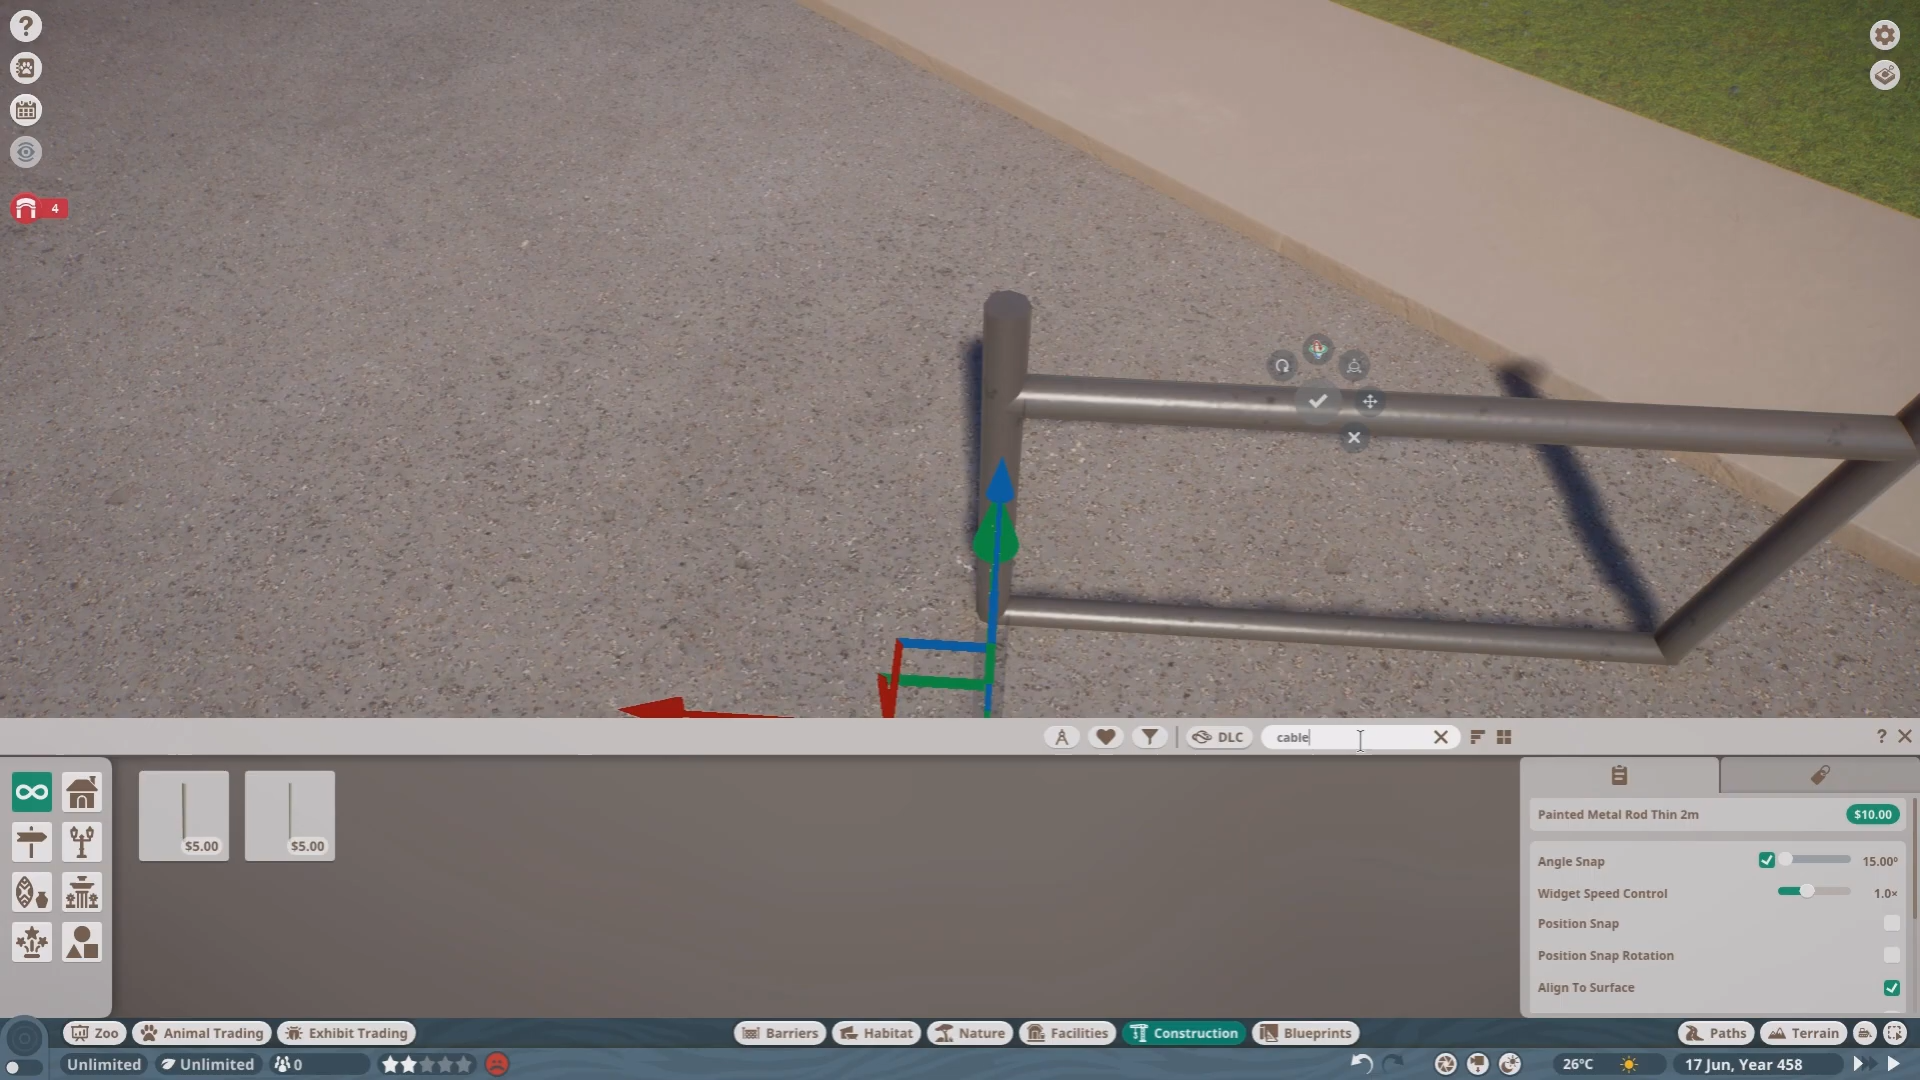 ?
4
DLC
cable
?
$5.00
$5.00
Painted Metal Rod Thin 2m
$10.00
Angle Snap
15.00°
Widget Speed Control
1.0×
Position Snap
Position Snap Rotation
Align To Surface
Zoo
Animal Trading
Exhibit Trading
Barriers
Habitat
Nature
Facilities
Construction
Blueprints
Paths
Terrain
Unlimited
Unlimited
0
26°C
17 Jun, Year 458